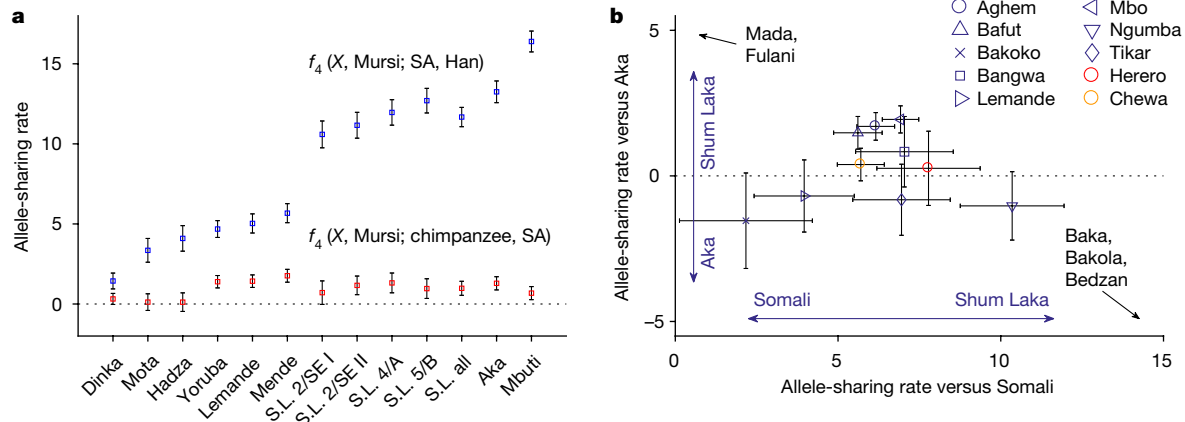 a
Allele-sharing rate
15
10
5
0
f4 (X, Mursi; SA, Han)
f4 (X, Mursi; chimpanzee, SA)
Dinka
Mota
Hadza
Yoruba
Lemande
Mende
S.L. 2/SE I
S.L. 2/SE II
S.L. 4/A
S.L. 5/B
S.L. all
Aka
Mbuti
b
Allele-sharing rate versus Aka
5
0
−5
Mada,
Fulani
Aghem
Bafut
Bakoko
Bangwa
Lemande
Mbo
Ngumba
Tikar
Herero
Chewa
Shum Laka
Aka
Somali
Shum Laka
Baka,
Bakola,
Bedzan
0
5
10
15
Allele-sharing rate versus Somali